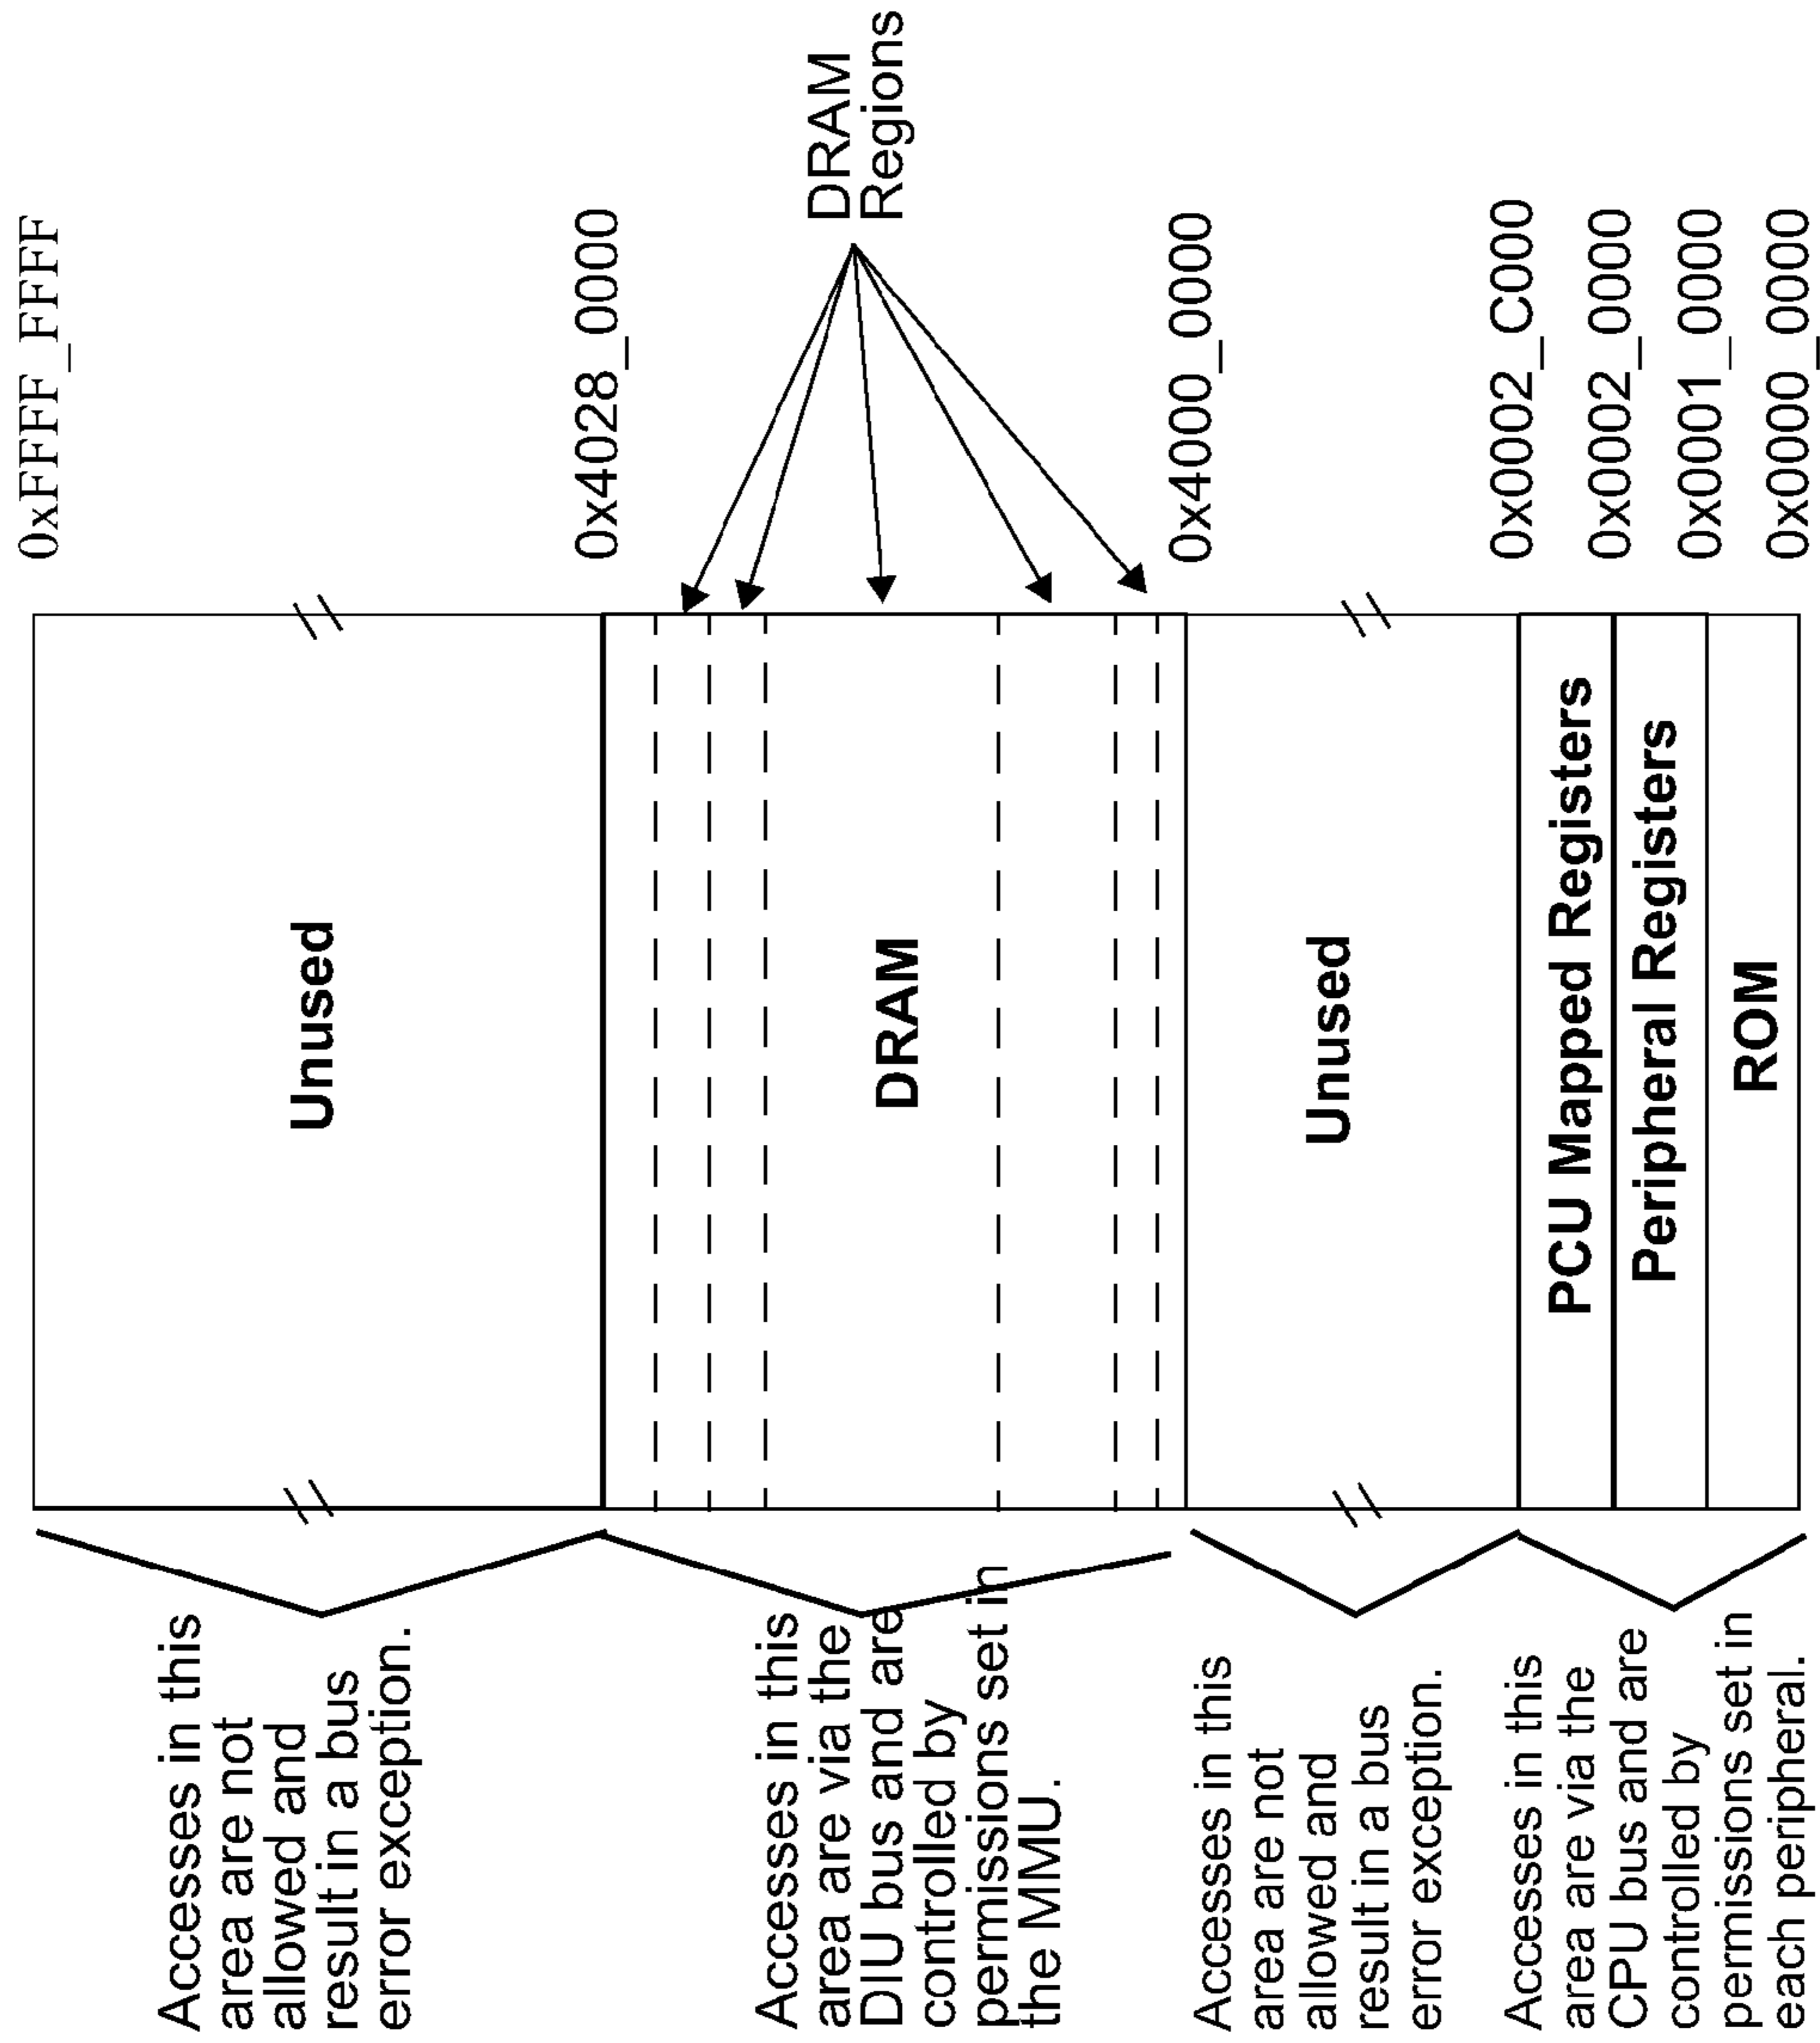 0xFFFF_FFFF
0x4028_0000
0x4000_0000
0x0002_C000
0x0002_0000
0x0001_0000
0x0000_0000
DRAM
Regions
Unused
DRAM
Unused
PCU Mapped Registers
Peripheral Registers
ROM
Accesses in this
area are not
allowed and
result in a bus
error exception.
Accesses in this
area are via the
DIU bus and are
controlled by
permissions set in
the MMU.
Accesses in this
area are not
allowed and
result in a bus
error exception.
Accesses in this
area are via the
CPU bus and are
controlled by
permissions set in
each peripheral.